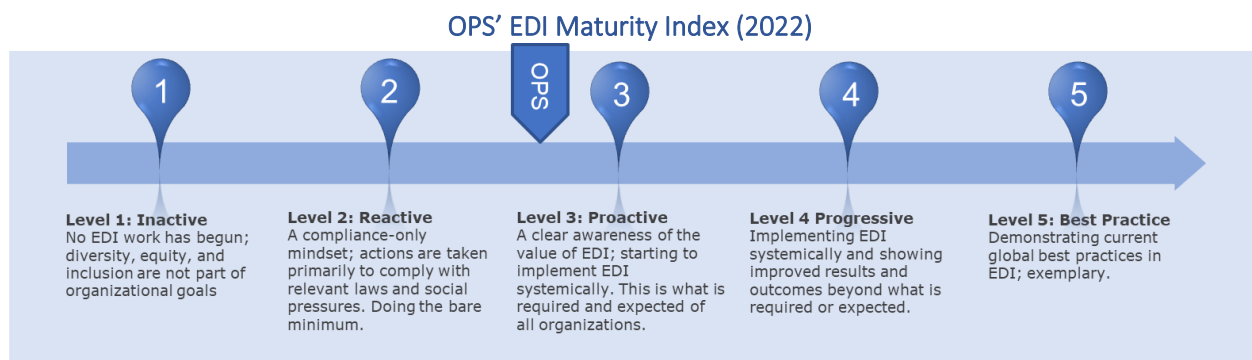 OPS’ EDI Maturity Index (2022)
1
2
OPS
3
4
5
Level 1: Inactive
No EDI work has begun;
diversity, equity, and
inclusion are not part of
organizational goals
Level 2: Reactive
A compliance-only
mindset; actions are taken
primarily to comply with
relevant laws and social
pressures. Doing the bare
minimum.
Level 3: Proactive
A clear awareness of the
value of EDI; starting to
implement EDI
systemically. This is what is
required and expected of
all organizations.
Level 4 Progressive
Implementing EDI
systemically and showing
improved results and
outcomes beyond what is
required or expected.
Level 5: Best Practice
Demonstrating current
global best practices in
EDI; exemplary.